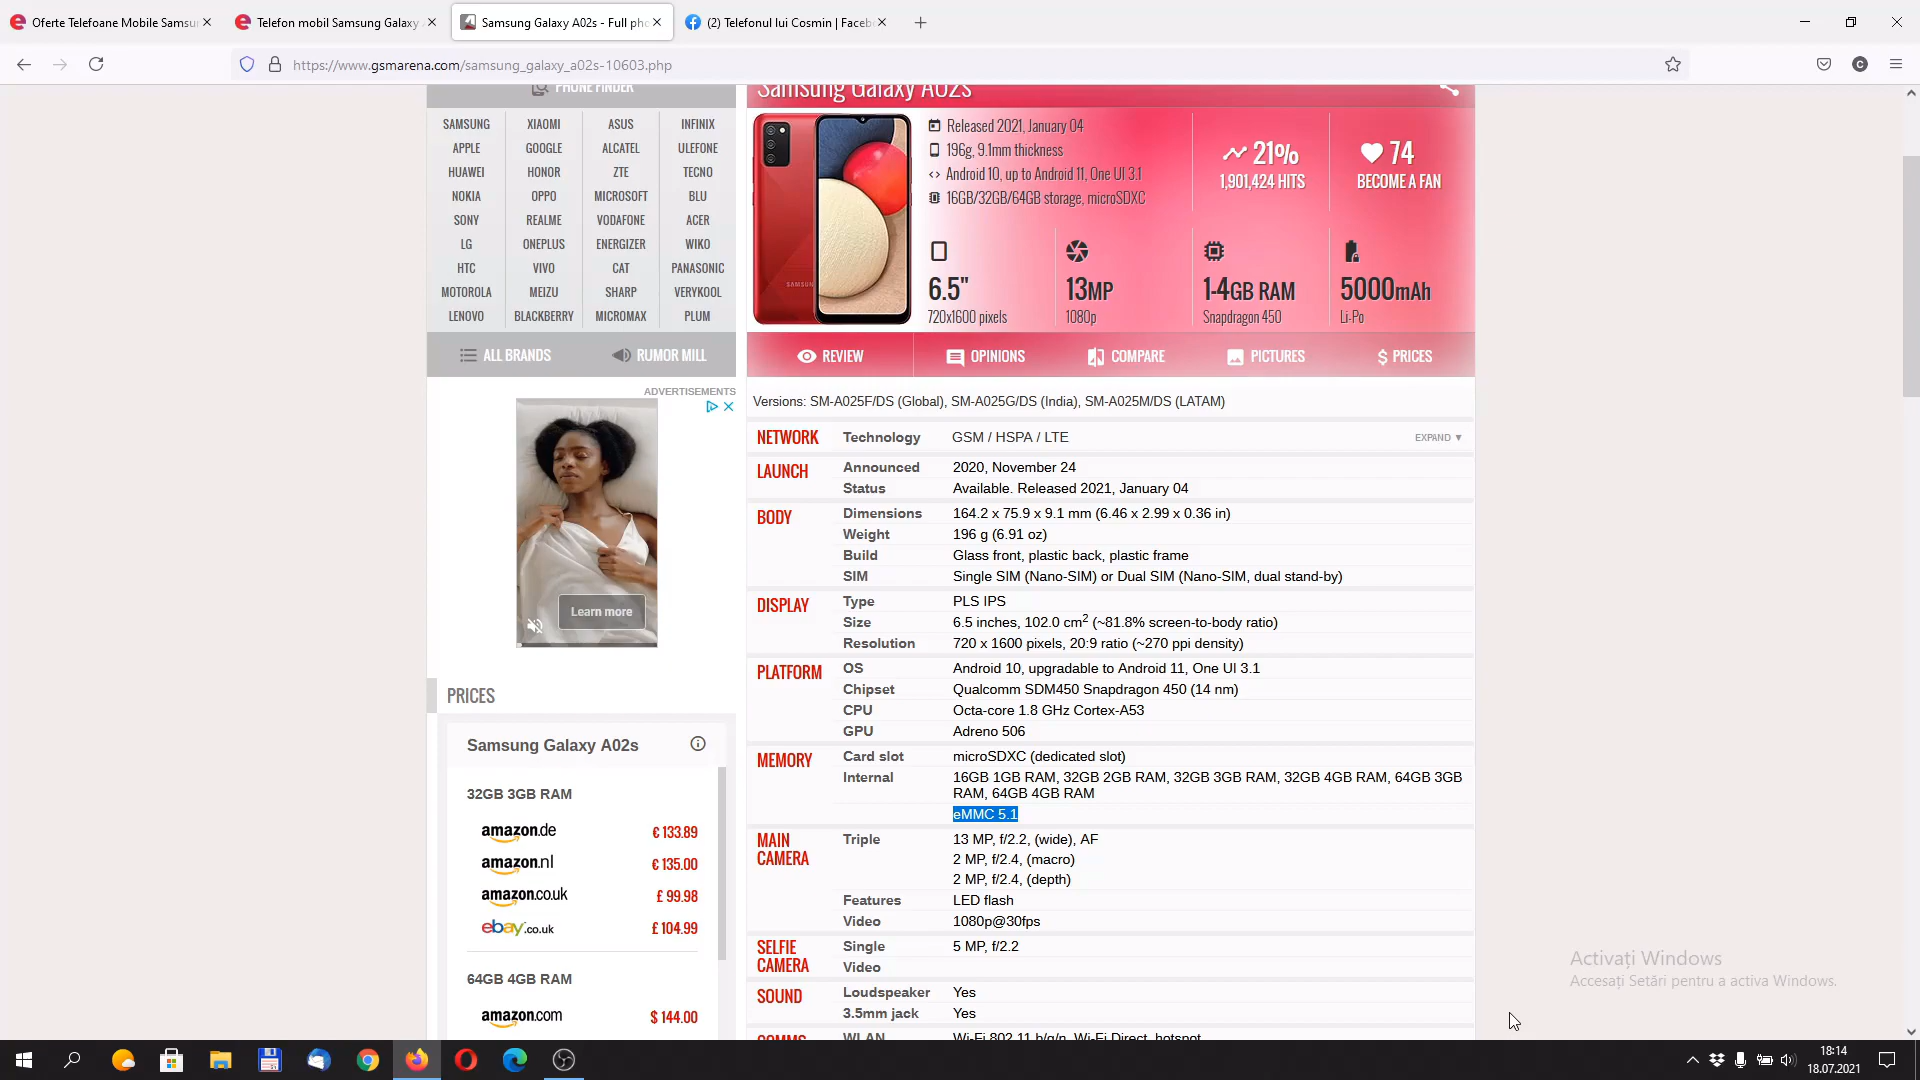 Oferte Telefoane Mobile Samsu
Telefon mobil Samsung Galaxy
Samsung Galaxy A02s - Full pho
(2) Telefonul lui Cosmin | Faceb
https://www.gsmarena.com/samsung_galaxy_a02s-10603.php
C
PHONE FINDER
SAMSUNG XIAOMI ASUS INFINIX
APPLE GOOGLE ALCATEL ULEFONE
HUAWEI HONOR ZTE TECNO
NOKIA OPPO MICROSOFT BLU
SONY REALME VODAFONE ACER
LG ONEPLUS ENERGIZER WIKO
HTC VIVO CAT PANASONIC
MOTOROLA MEIZU SHARP VERYKOOL
LENOVO BLACKBERRY MICROMAX PLUM
ALL BRANDS RUMOR MILL
ADVERTISEMENTS
Learn more
PRICES
Samsung Galaxy A02s
32GB 3GB RAM
amazon.de € 133.89
amazon.nl € 135.00
amazon.co.uk £ 99.98
ebay.co.uk £ 104.99
64GB 4GB RAM
amazon.com $ 144.00
Samsung Galaxy A02s
SAMSUNG
Released 2021, January 04
196g, 9.1mm thickness
Android 10, up to Android 11, One UI 3.1
16GB/32GB/64GB storage, microSDXC
21%
1,901,424 HITS
74
BECOME A FAN
6.5"
720x1600 pixels
13MP
1080p
1-4GB RAM
Snapdragon 450
5000mAh
Li-Po
REVIEW OPINIONS COMPARE PICTURES $ PRICES
Versions: SM-A025F/DS (Global), SM-A025G/DS (India), SM-A025M/DS (LATAM)
NETWORK Technology GSM / HSPA / LTE EXPAND ▼
LAUNCH Announced 2020, November 24
Status Available. Released 2021, January 04
BODY Dimensions 164.2 x 75.9 x 9.1 mm (6.46 x 2.99 x 0.36 in)
Weight 196 g (6.91 oz)
Build Glass front, plastic back, plastic frame
SIM Single SIM (Nano-SIM) or Dual SIM (Nano-SIM, dual stand-by)
DISPLAY Type PLS IPS
Size 6.5 inches, 102.0 cm2 (~81.8% screen-to-body ratio)
Resolution 720 x 1600 pixels, 20:9 ratio (~270 ppi density)
PLATFORM OS Android 10, upgradable to Android 11, One UI 3.1
Chipset Qualcomm SDM450 Snapdragon 450 (14 nm)
CPU Octa-core 1.8 GHz Cortex-A53
GPU Adreno 506
MEMORY Card slot microSDXC (dedicated slot)
Internal 16GB 1GB RAM, 32GB 2GB RAM, 32GB 3GB RAM, 32GB 4GB RAM, 64GB 3GB
RAM, 64GB 4GB RAM
eMMC 5.1
MAIN CAMERA Triple 13 MP, f/2.2, (wide), AF
2 MP, f/2.4, (macro)
2 MP, f/2.4, (depth)
Features LED flash
Video 1080p@30fps
SELFIE CAMERA Single 5 MP, f/2.2
Video
SOUND Loudspeaker Yes
3.5mm jack Yes
COMMS WLAN Wi-Fi 802.11 b/g/n, Wi-Fi Direct, hotspot
Activați Windows
Accesați Setări pentru a activa Windows.
18:14
18.07.2021